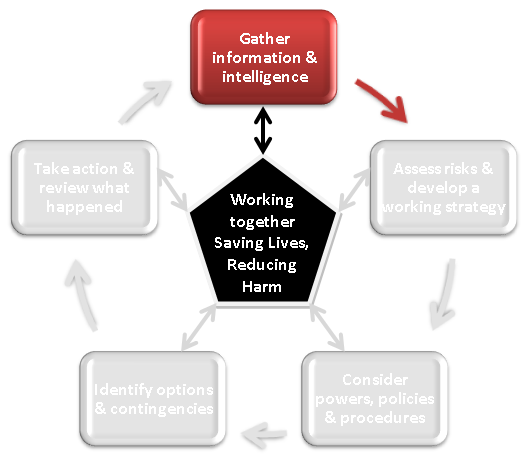 Gather
information &
intelligence
Take action &
review what
happened
Assess risks &
develop a
working strategy
Working
together
Saving Lives,
Reducing
Harm
Identify options
& contingencies
Consider
powers, policies
& procedures